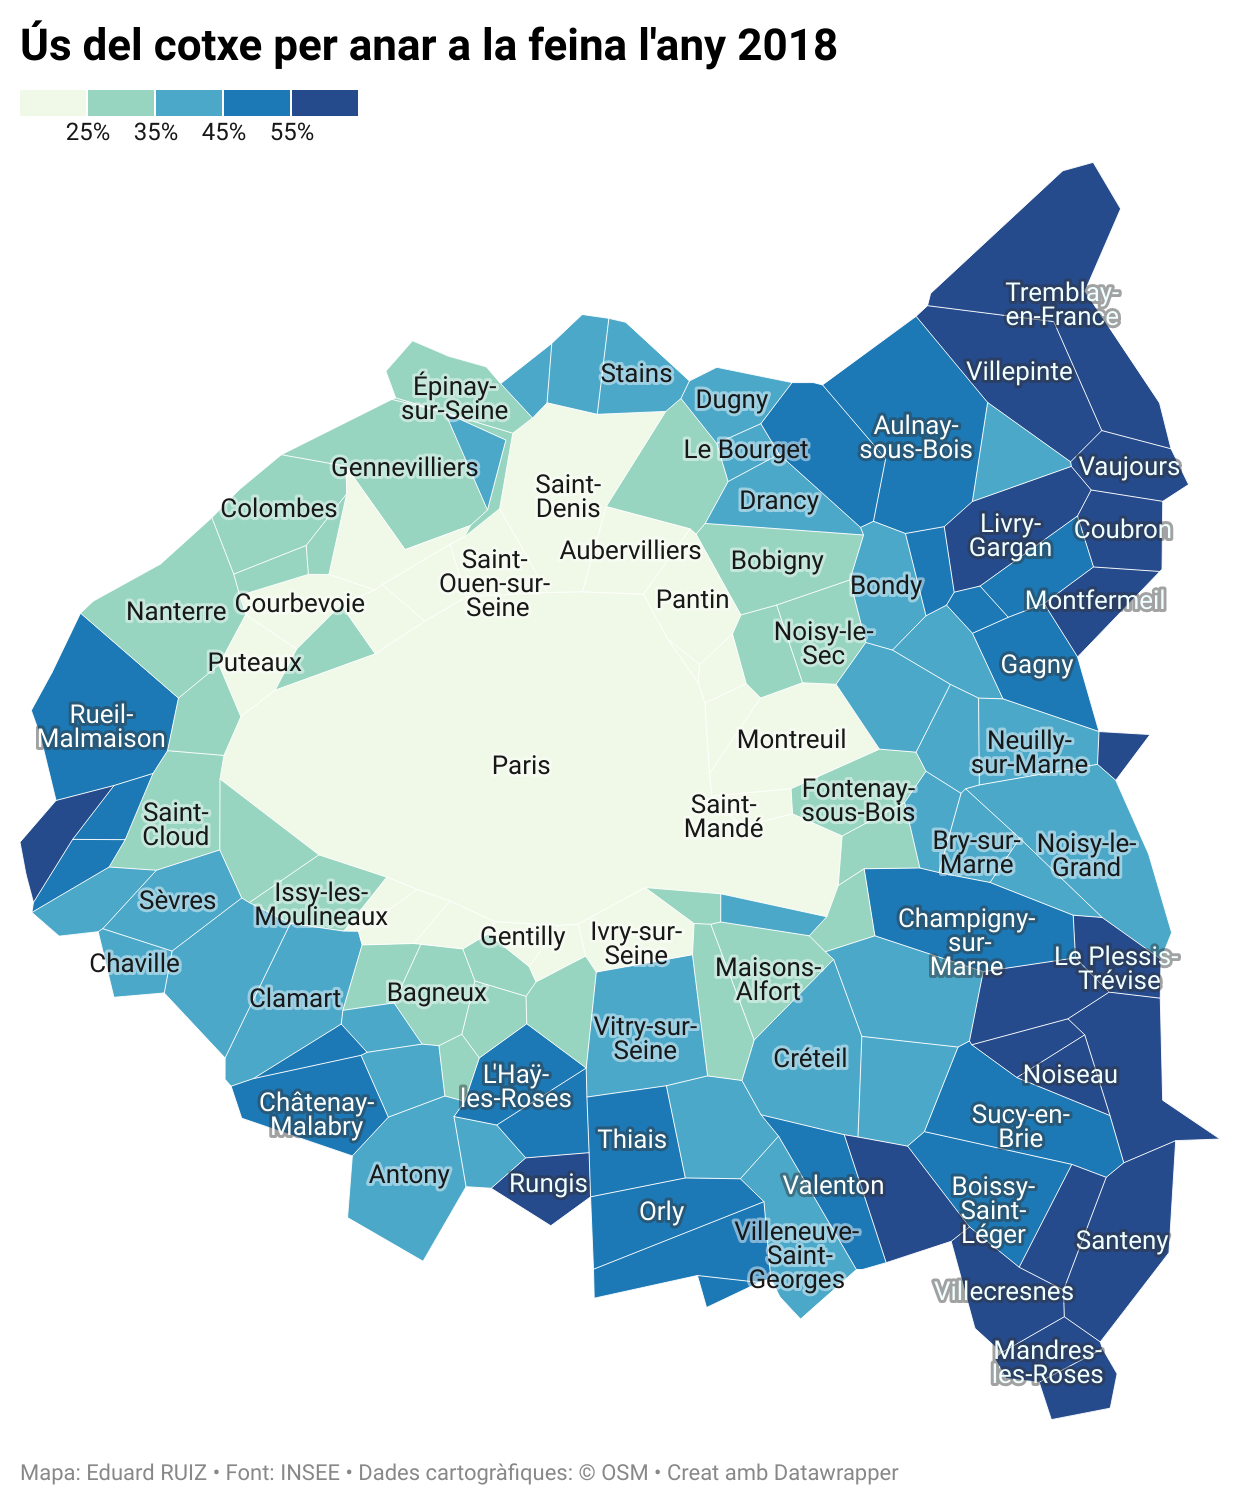 Ús del cotxe per anar a la feina l'any 2018
25% 35% 45% 55%
Tremblay-
en-France
Villepinte
Stains
Épinay-
sur-Seine
Dugny
Aulnay-
sous-Bois
Le Bourget
Gennevilliers
Vaujours
Saint-
Denis
Drancy
Colombes
Livry-
Gargan
Coubron
Aubervilliers
Bobigny
Saint-
Ouen-sur-
Seine
Bondy
Pantin
Montfermeil
Courbevoie
Nanterre
Noisy-le-
Sec
Puteaux
Gagny
Rueil-
Malmaison
Montreuil
Neuilly-
sur-Marne
Paris
Saint-
Mandé
Fontenay-
sous-Bois
Saint-
Cloud
Bry-sur-
Marne
Noisy-le-
Grand
Sèvres
Issy-les-
Moulineaux
Champigny-
sur-
Marne
Gentilly
Ivry-sur-
Seine
Chaville
Le Plessis-
Trévise
Maisons-
Alfort
Clamart
Bagneux
Vitry-sur-
Seine
Créteil
L'Haÿ-
les-Roses
Noiseau
Châtenay-
Malabry
Sucy-en-
Brie
Thiais
Antony
Rungis
Valenton
Boissy-
Saint-
Léger
Orly
Villeneuve-
Saint-
Georges
Santeny
Villecresnes
Mandres-
les-Roses
Mapa: Eduard RUIZ • Font: INSEE • Dades cartogràfiques: © OSM • Creat amb Datawrapper